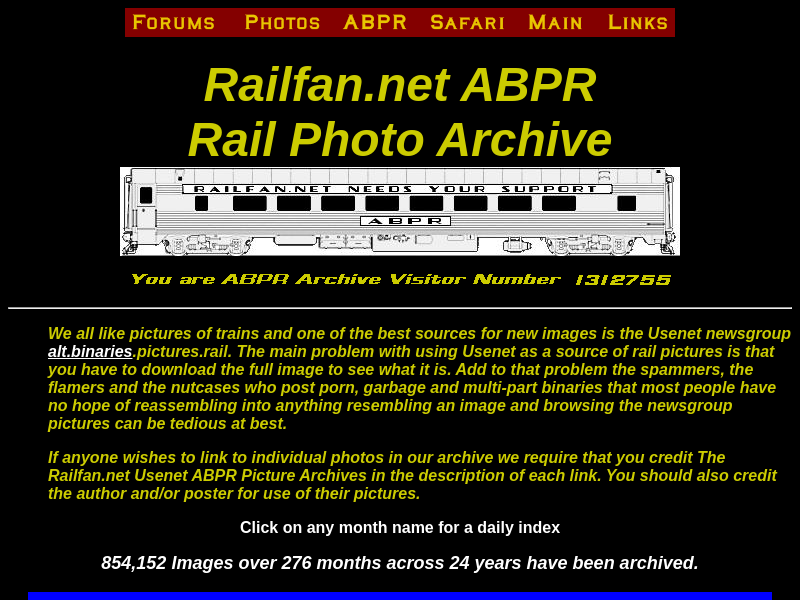 Forums Photos ABPR Safari Main Links
Railfan.net ABPR
Rail Photo Archive
RAILFAN.NET NEEDS YOUR SUPPORT
ABPR
You are ABPR Archive Visitor Number 1312755
We all like pictures of trains and one of the best sources for new images is the Usenet newsgroup
alt.binaries.pictures.rail. The main problem with using Usenet as a source of rail pictures is that
you have to download the full image to see what it is. Add to that problem the spammers, the
flamers and the nutcases who post porn, garbage and multi-part binaries that most people have
no hope of reassembling into anything resembling an image and browsing the newsgroup
pictures can be tedious at best.
If anyone wishes to link to individual photos in our archive we require that you credit The
Railfan.net Usenet ABPR Picture Archives in the description of each link. You should also credit
the author and/or poster for use of their pictures.
Click on any month name for a daily index
854,152 Images over 276 months across 24 years have been archived.